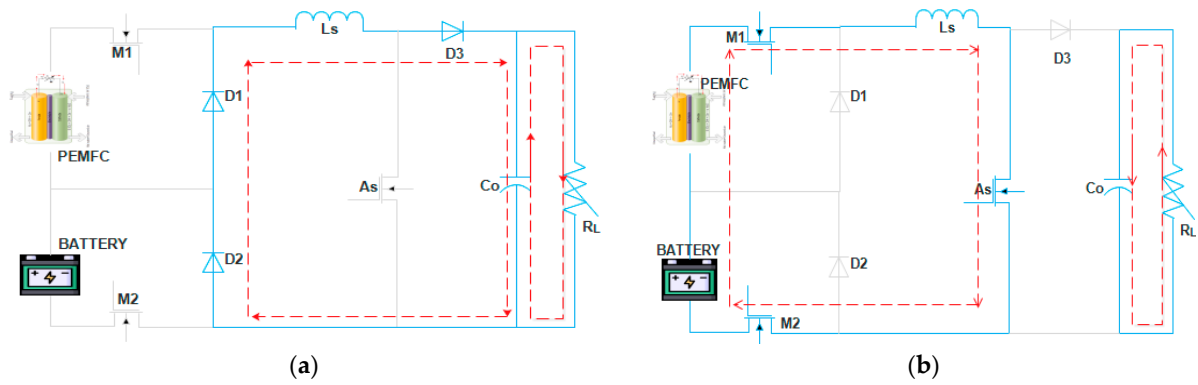 M1
Ls
D3
D1
PEMFC
As
Co
RL
BATTERY
D2
+ −
M2
(a)
M1
Ls
D3
PEMFC
D1
As
Co
RL
BATTERY
D2
+ −
M2
(b)